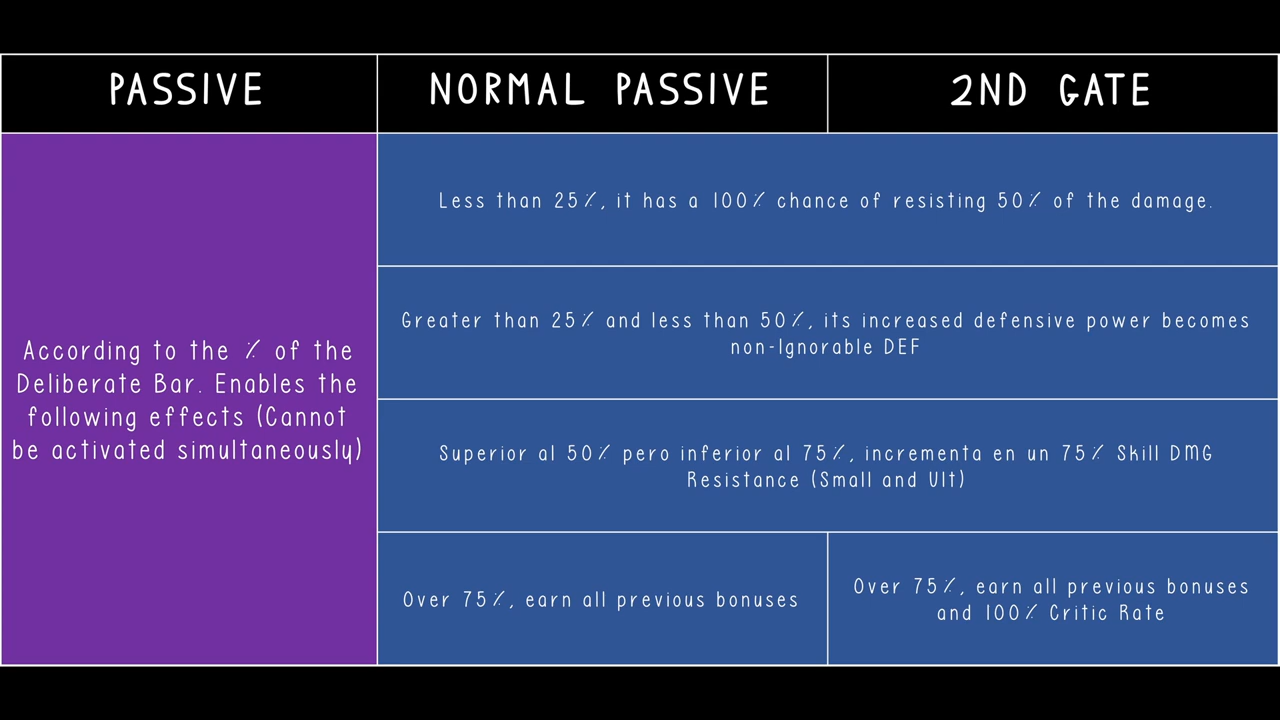 PASSIVE
NORMAL PASSIVE
2ND GATE
According to the % of the
Deliberate Bar. Enables the
following effects (Cannot
be activated simultaneously)
Less than 25%, it has a 100% chance of resisting 50% of the damage.
Greater than 25% and less than 50%, its increased defensive power becomes
non-Ignorable DEF
Superior al 50% pero inferior al 75%, incrementa en un 75% Skill DMG
Resistance (Small and Ult)
Over 75%, earn all previous bonuses
Over 75%, earn all previous bonuses
and 100% Critic Rate